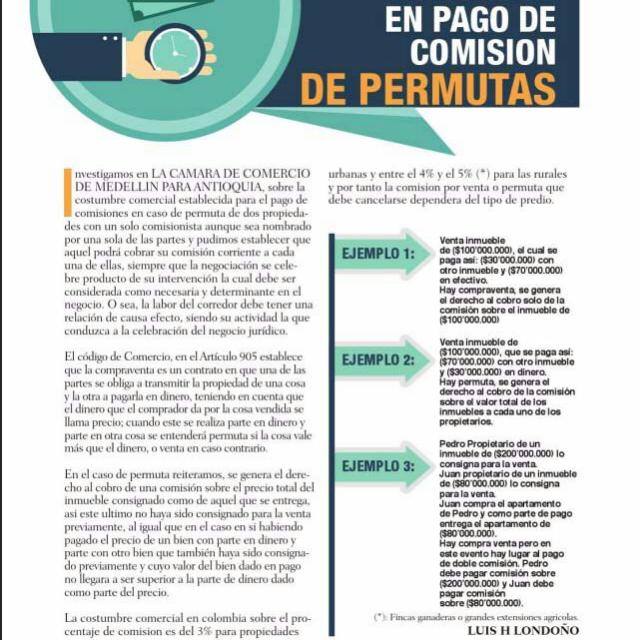 EN PAGO DE
COMISION
DE PERMUTAS
Investigamos en LA CAMARA DE COMERCIO
DE MEDELLIN PARA ANTIOQUIA, sobre la
costumbre comercial establecida para el pago de
comisiones en caso de permuta de dos propieda-
des con un solo comisionista aunque sea nombrado
por una sola de las partes y pudimos establecer que
aquel podrá cobrar su comisión corriente a cada
una de ellas, siempre que la negociación se cele-
bre producto de su intervención la cual debe ser
considerada como necesaria y determinante en el
negocio. O sea, la labor del corredor debe tener una
relación de causa efecto, siendo su actividad la que
conduzca a la celebración del negocio jurídico.
El código de Comercio, en el Artículo 905 establece
que la compraventa es un contrato en que una de las
partes se obliga a transmitir la propiedad de una cosa
y la otra a pagarla en dinero, teniendo en cuenta que
el dinero que el comprador da por la cosa vendida se
llama precio; cuando este se realiza parte en dinero y
parte en otra cosa se entenderá permuta si la cosa vale
más que el dinero, o venta en caso contrario.
En el caso de permuta reiteramos, se genera el dere-
cho al cobro de una comisión sobre el precio total del
inmueble consignado como de aquel que se entrega,
asi este ultimo no haya sido consignado para la venta
previamente, al igual que en el caso en si habiendo
pagado el precio de un bien con parte en dinero y
parte con otro bien que también haya sido consigna-
do previamente y cuyo valor del bien dado en pago
no llegara a ser superior a la parte de dinero dado
como parte del precio.
La costumbre comercial en colombia sobre el pro-
centaje de comision es del 3% para propiedades
urbanas y entre el 4% y el 5% (*) para las rurales
y por tanto la comision por venta o permuta que
debe cancelarse dependera del tipo de predio.
EJEMPLO 1:
Venta inmueble
de ($100'000.000), el cual se
paga asi: ($30'000.000) con
otro inmueble y ($70'000.000)
en efectivo.
Hay compraventa, se genera
el derecho al cobro solo de la
comisión sobre el inmueble de
($100'000.000)
EJEMPLO 2:
Venta inmueble de
($100'000.000), que se paga así:
($70'000.000) con otro inmueble
y ($30'000.000) en dinero.
Hay permuta, se genera el
derecho al cobro de la comisión
sobre el valor total de los
inmuebles a cada uno de los
propietarios.
EJEMPLO 3:
Pedro Propietario de un
inmueble de ($200'000.000) lo
consigna para la venta.
Juan propietario de un inmueble
de ($80'000.000) lo consigna
para la venta.
Juan compra el apartamento
de Pedro y como parte de pago
entrega el apartamento de
($80'000.000).
Hay compra venta pero en
este evento hay lugar al pago
de doble comisión. Pedro
debe pagar comisión sobre
($200'000.000) y Juan debe
pagar comisión
sobre ($80'000.000).
(*): Fincas ganaderas o grandes extensiones agricolas.
LUIS H LONDOÑO